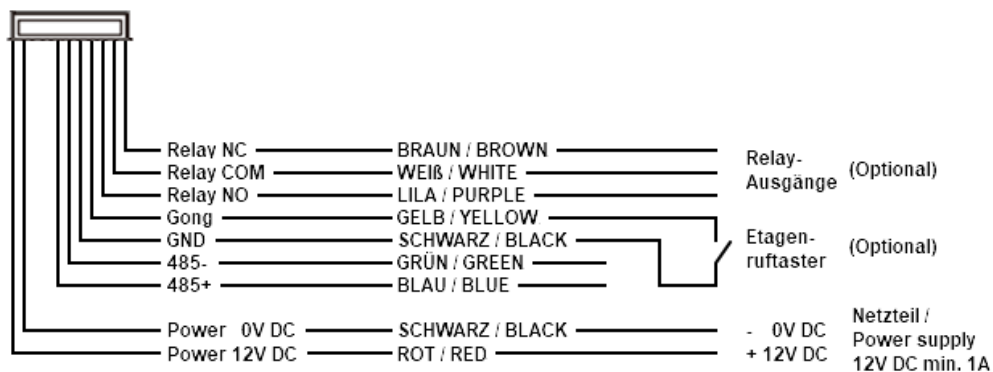 Relay NC BRAUN / BROWN
Relay COM WEIß / WHITE
Relay NO LILA / PURPLE
Relay-
Ausgänge (Optional)
Gong GELB / YELLOW
GND SCHWARZ / BLACK
485- GRÜN / GREEN
485+ BLAU / BLUE
Etagen-
ruftaster (Optional)
Power 0V DC SCHWARZ / BLACK - 0V DC
Power 12V DC ROT / RED + 12V DC
Netzteil /
Power supply
12V DC min. 1A